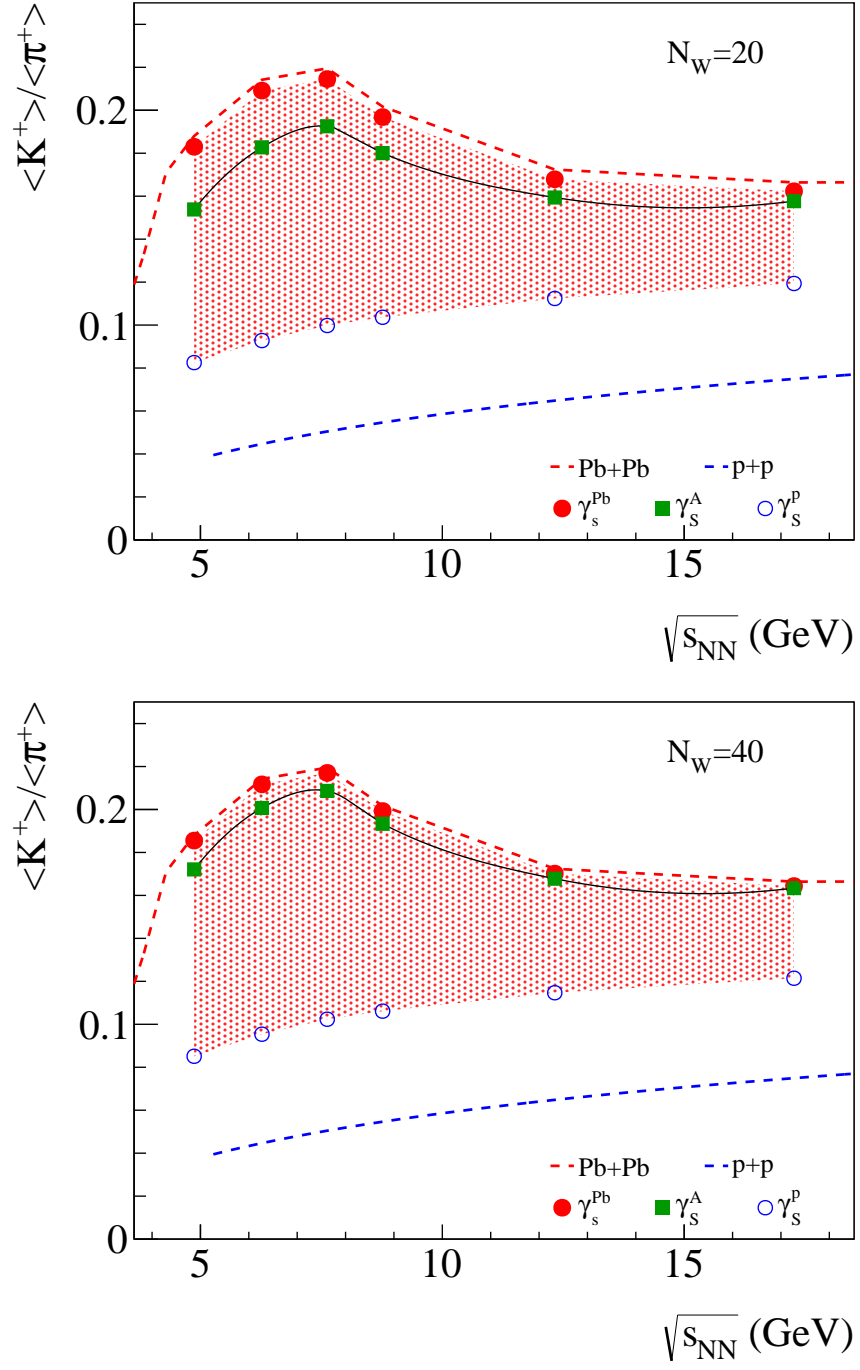 <K⁺>/<π⁺>
N_W=20
0.2
0.1
0
Pb+Pb p+p
γ_s^Pb γ_S^A γ_S^p
5 10 15
√s_NN (GeV)
<K⁺>/<π⁺>
N_W=40
0.2
0.1
0
Pb+Pb p+p
γ_s^Pb γ_S^A γ_S^p
5 10 15
√s_NN (GeV)